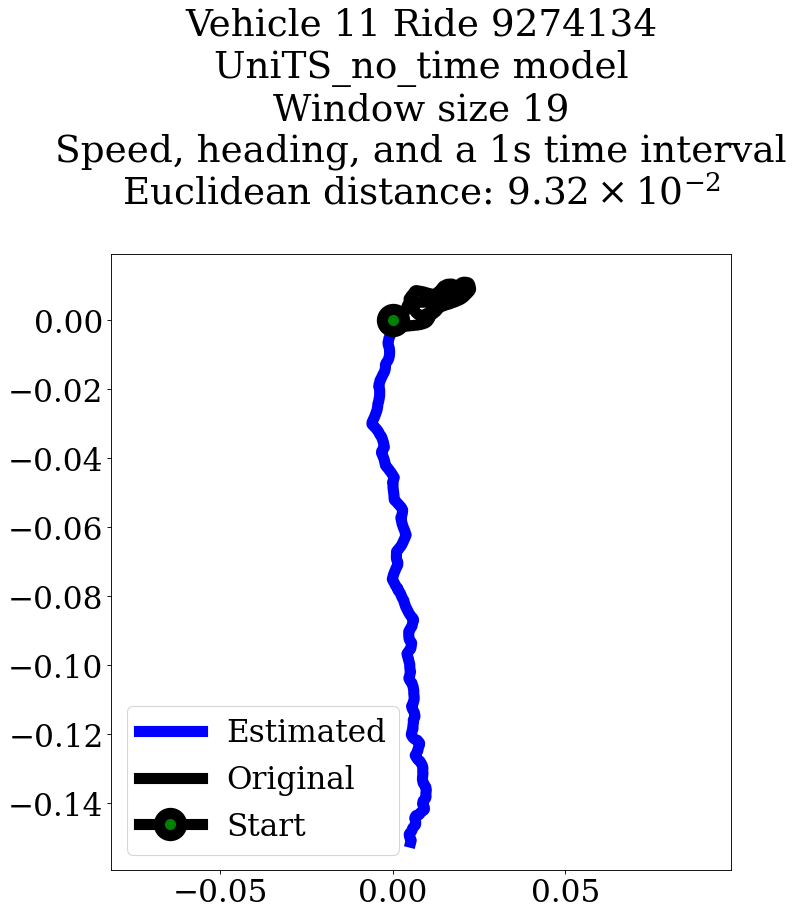 Vehicle 11 Ride 9274134
UniTS_no_time model
Window size 19
Speed, heading, and a 1s time interval
Euclidean distance: 9.32 × 10⁻²
0.00
−0.02
−0.04
−0.06
−0.08
−0.10
−0.12
−0.14
Estimated
Original
Start
−0.05
0.00
0.05